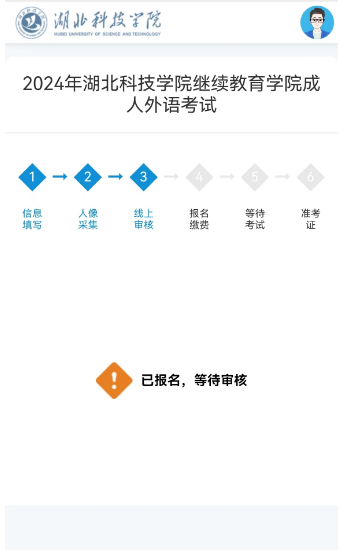 湖北科技学院
HUBEI UNIVERSITY OF SCIENCE AND TECHNOLOGY
2024年湖北科技学院继续教育学院成
人外语考试
1 2 3 4 5 6
信息 人像 线上 报名 等待 准考
填写 采集 审核 缴费 考试 证
已报名，等待审核